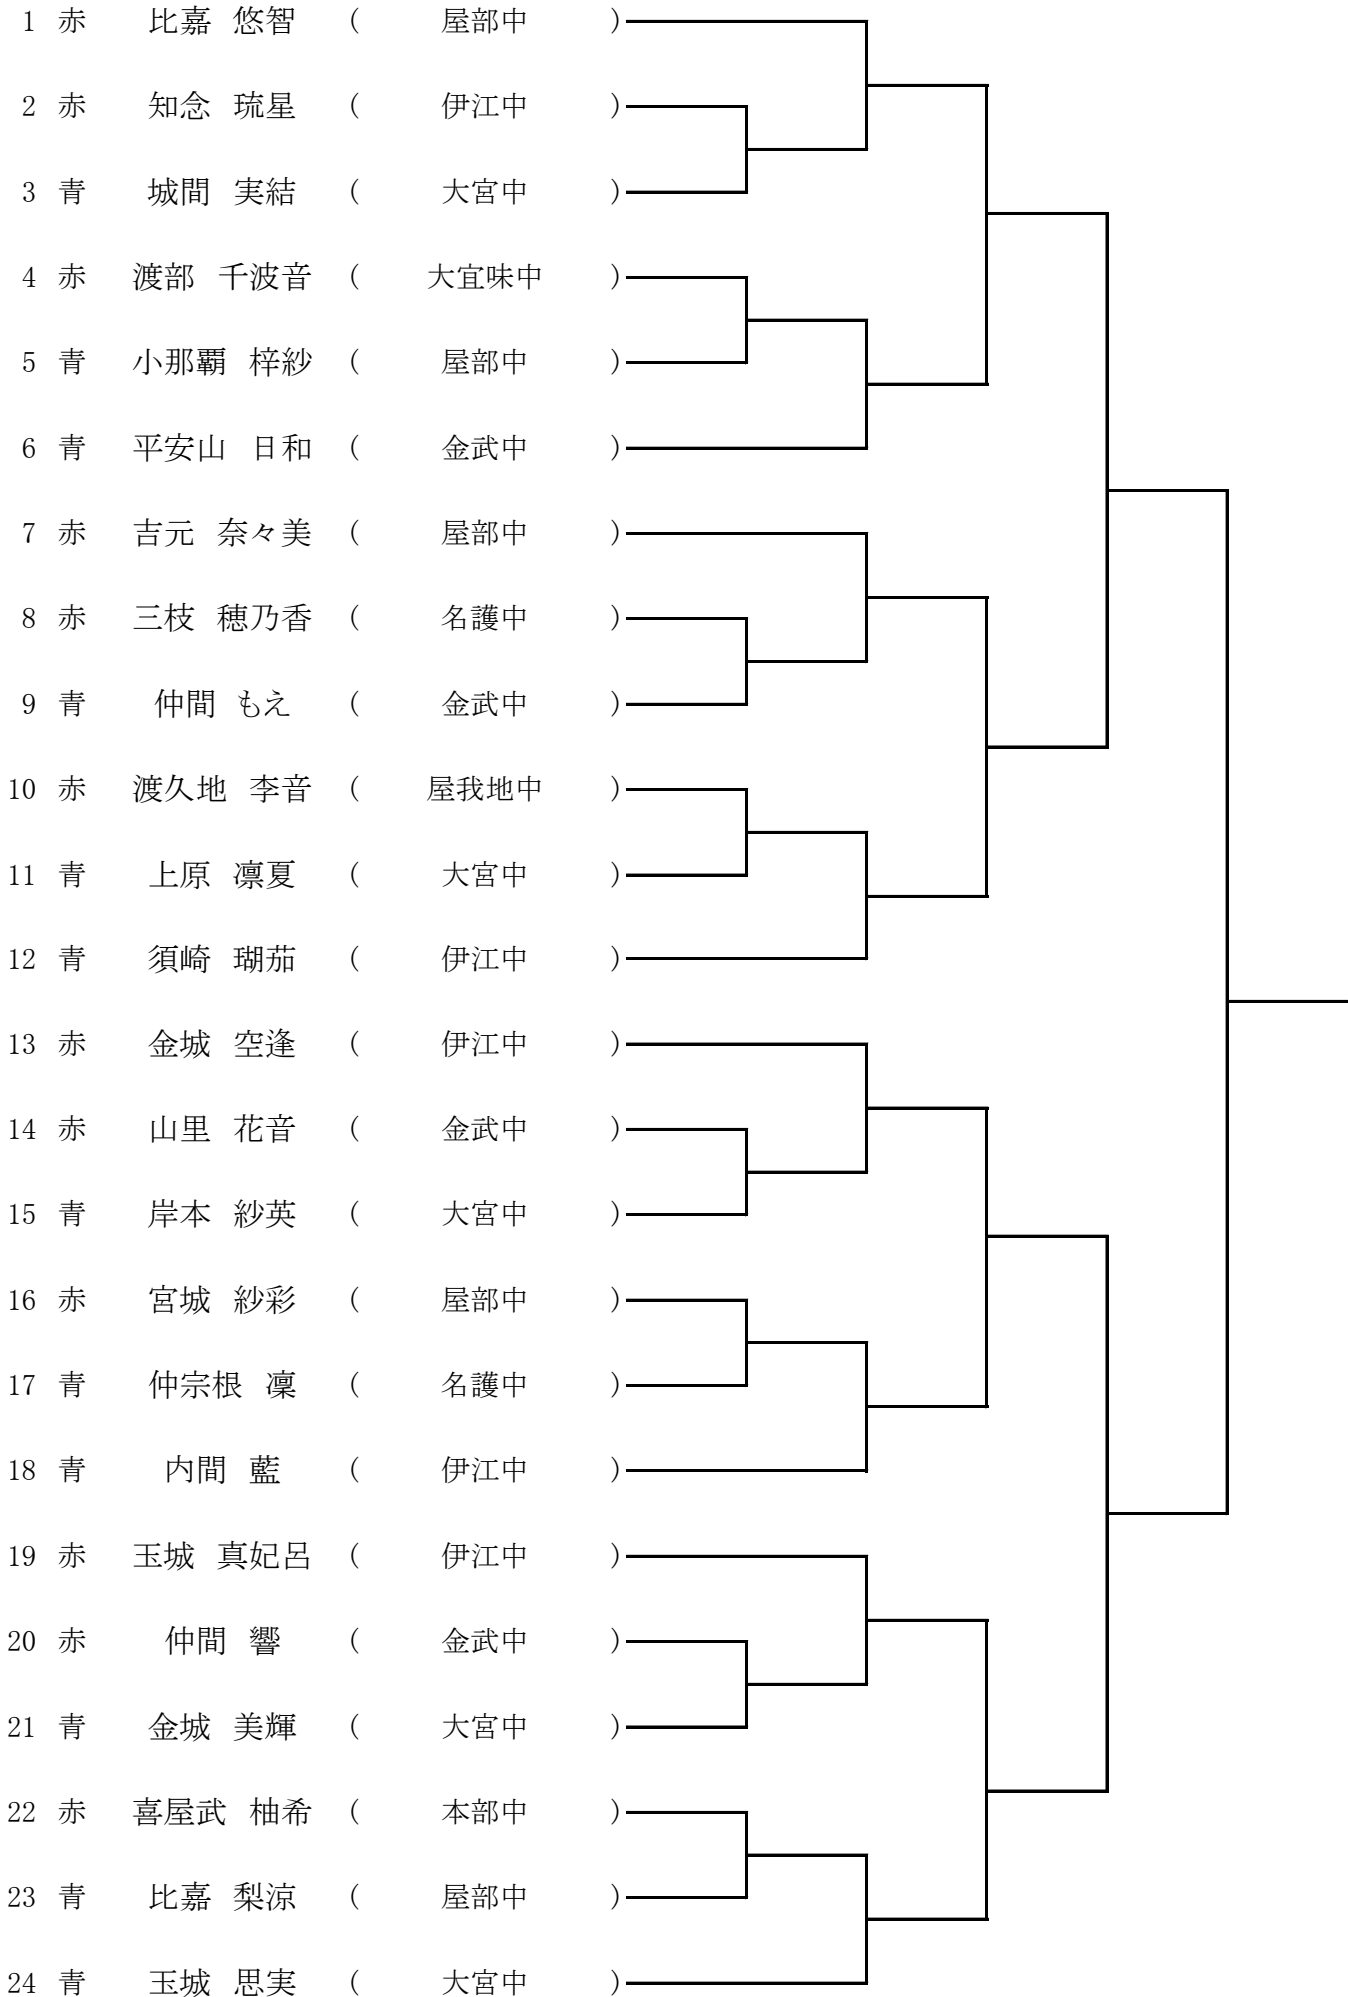 1 赤 比嘉 悠智 ( 屋部中 )
2 赤 知念 琉星 ( 伊江中 )
3 青 城間 実結 ( 大宮中 )
4 赤 渡部 千波音 ( 大宜味中 )
5 青 小那覇 梓紗 ( 屋部中 )
6 青 平安山 日和 ( 金武中 )
7 赤 吉元 奈々美 ( 屋部中 )
8 赤 三枝 穂乃香 ( 名護中 )
9 青 仲間 もえ ( 金武中 )
10 赤 渡久地 李音 ( 屋我地中 )
11 青 上原 凛夏 ( 大宮中 )
12 青 須崎 瑚茄 ( 伊江中 )
13 赤 金城 空逢 ( 伊江中 )
14 赤 山里 花音 ( 金武中 )
15 青 岸本 紗英 ( 大宮中 )
16 赤 宮城 紗彩 ( 屋部中 )
17 青 仲宗根 凜 ( 名護中 )
18 青 内間 藍 ( 伊江中 )
19 赤 玉城 真妃呂 ( 伊江中 )
20 赤 仲間 響 ( 金武中 )
21 青 金城 美輝 ( 大宮中 )
22 赤 喜屋武 柚希 ( 本部中 )
23 青 比嘉 梨涼 ( 屋部中 )
24 青 玉城 思実 ( 大宮中 )